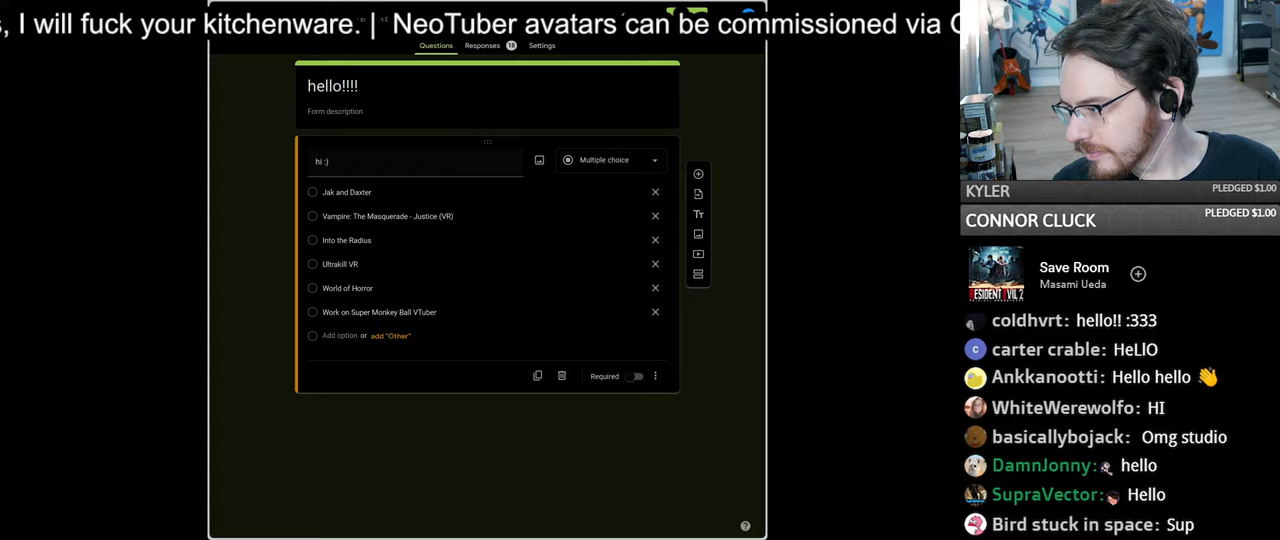 s, I will fuck your kitchenware. | NeoTuber avatars can be commissioned via
Questions
Responses
18
Settings
hello!!!!
Form description
hi :)
Multiple choice
Jak and Daxter
Vampire: The Masquerade - Justice (VR)
Into the Radius
Ultrakill VR
World of Horror
Work on Super Monkey Ball VTuber
Add option or add "Other"
Required
Tт
KYLER
PLEDGED $1.00
CONNOR CLUCK
PLEDGED $1.00
RESIDENT EVIL 2
Save Room
Masami Ueda
coldhvrt: hello!! :333
c carter crable: HeLlO
Ankkanootti: Hello hello 👋
WhiteWerewolfo: HI
basicallybojack: Omg studio
DamnJonny: hello
SupraVector: Hello
Bird stuck in space: Sup